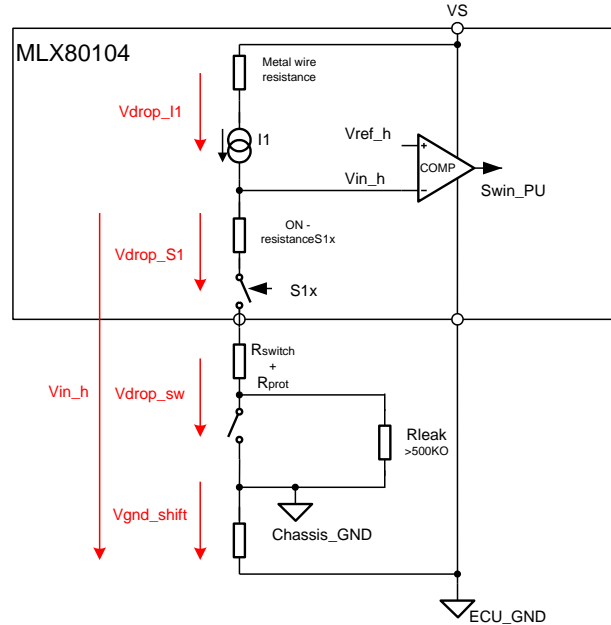 VS
MLX80104
Metal wire
resistance
Vdrop_I1
I1
Vref_h
+
COMP
Vin_h
-
Swin_PU
ON -
resistanceS1x
Vdrop_S1
S1x
Rswitch
+
Rprot
Vin_h
Vdrop_sw
Rleak
>500KO
Vgnd_shift
Chassis_GND
ECU_GND